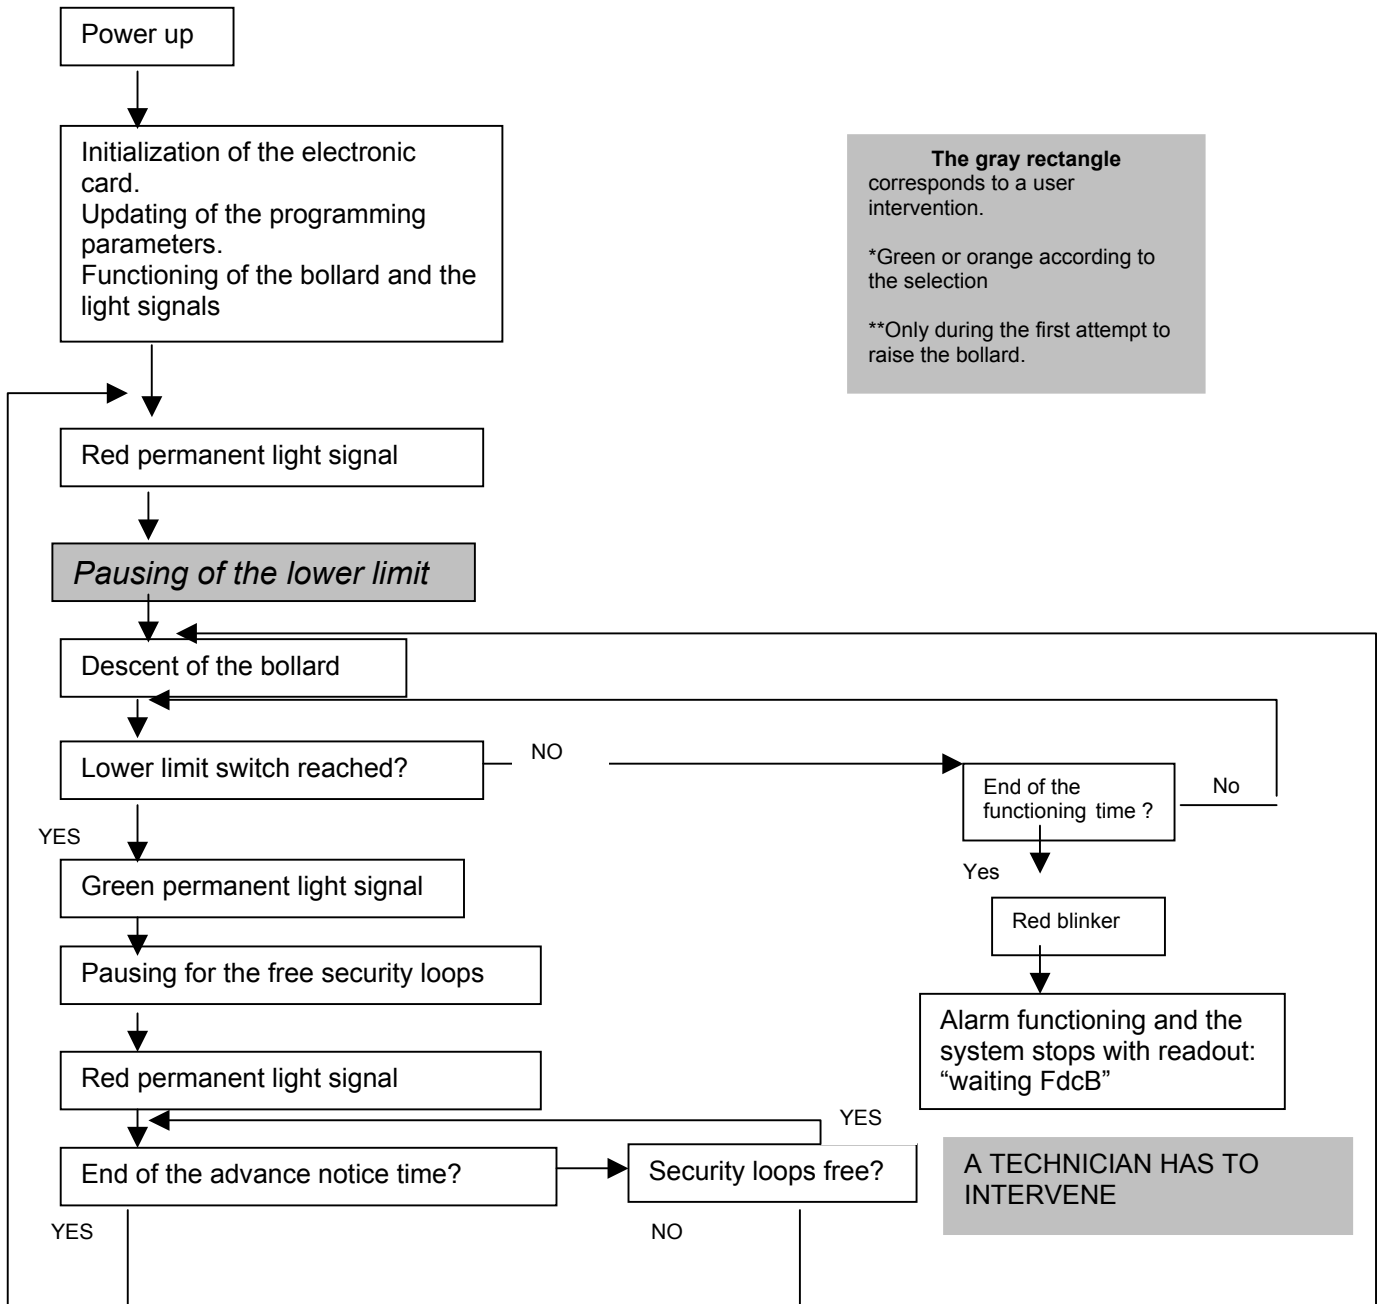 Power up
Initialization of the electronic
card.
Updating of the programming
parameters.
Functioning of the bollard and the
light signals
The gray rectangle
corresponds to a user
intervention.
*Green or orange according to
the selection
**Only during the first attempt to
raise the bollard.
Red permanent light signal
Pausing of the lower limit
Descent of the bollard
Lower limit switch reached?
NO
End of the
functioning time ?
No
YES
Yes
Green permanent light signal
Red blinker
Pausing for the free security loops
Alarm functioning and the
system stops with readout:
“waiting FdcB”
Red permanent light signal
YES
End of the advance notice time?
Security loops free?
A TECHNICIAN HAS TO
INTERVENE
YES
NO